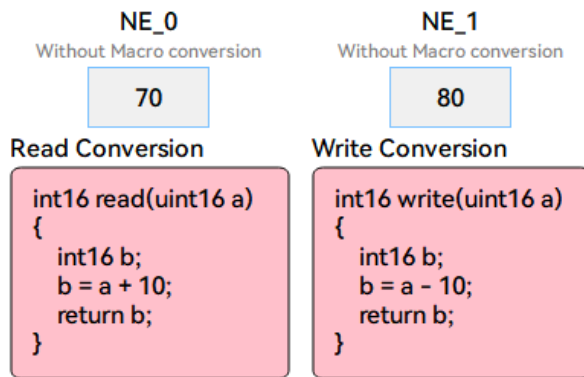 NE_0
Without Macro conversion
70
Read Conversion
int16 read(uint16 a)
{
int16 b;
b = a + 10;
return b;
}
NE_1
Without Macro conversion
80
Write Conversion
int16 write(uint16 a)
{
int16 b;
b = a - 10;
return b;
}